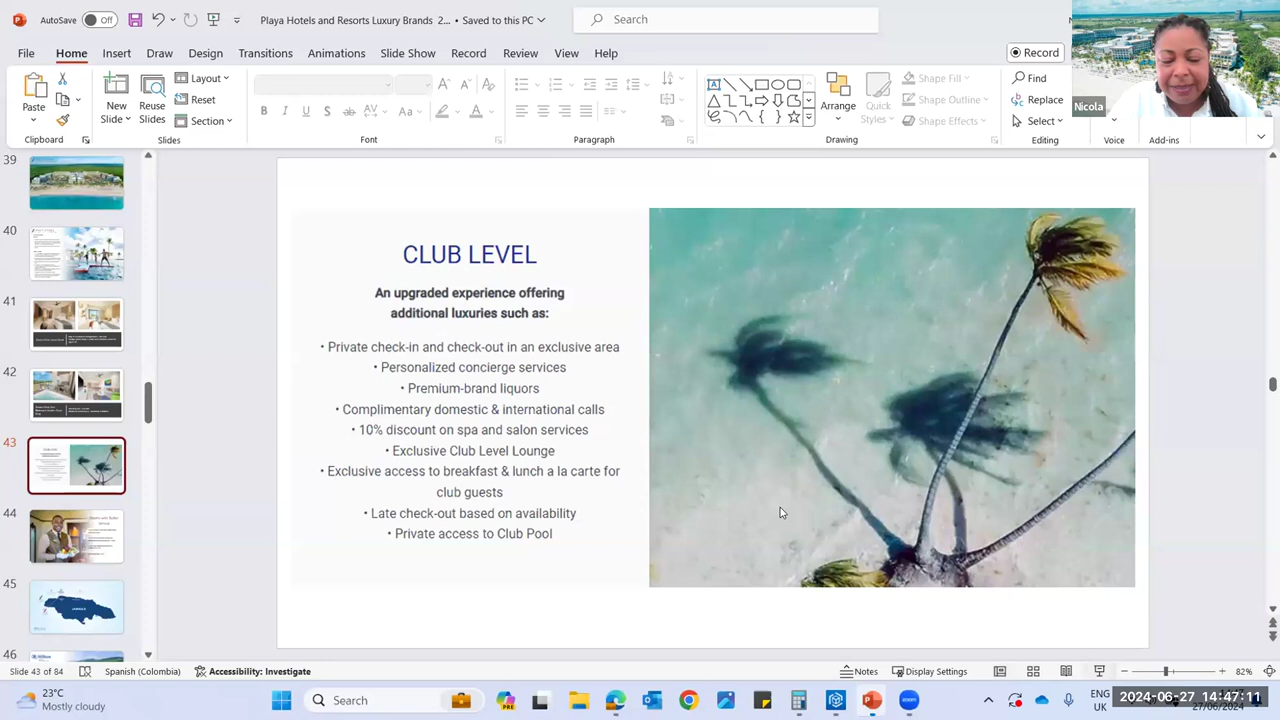 AutoSave
Off
Playa Hotels and Resorts Luxury Brands 2... • Saved to this PC
Search
File
Home
Insert
Draw
Design
Transitions
Animations
Record
Review
View
Help
Record
Paste
New
Slide
Reuse
Slides
Layout
Reset
Section
B
I
U
S
AV
Aa
A
Arrange
Quick
Styles
Shape Fill
Shape Outline
Shape Effects
Find
Replace
Select
Nicola
Clipboard
Slides
Font
Paragraph
Drawing
Editing
Voice
Add-ins
39
40
41
42
43
44
45
46
CLUB LEVEL
An upgraded experience offering
additional luxuries such as:
• Private check-in and check-out in an exclusive area
• Personalized concierge services
• Premium-brand liquors
• Complimentary domestic & international calls
• 10% discount on spa and salon services
• Exclusive Club Level Lounge
• Exclusive access to breakfast & lunch a la carte for
club guests
• Late check-out based on availability
• Private access to Club Pool
Slide 43 of 84
Spanish (Colombia)
Accessibility: Investigate
Notes
Display Settings
82%
23°C
Mostly cloudy
Search
ENG
UK
2024-06-27 14:47:11
27/06/2024